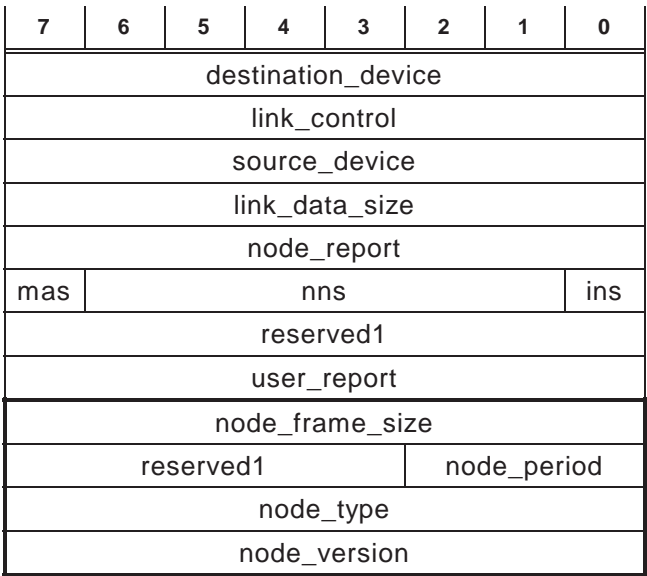 7 6 5 4 3 2 1 0
destination_device
link_control
source_device
link_data_size
node_report
mas nns ins
reserved1
user_report
node_frame_size
reserved1 node_period
node_type
node_version